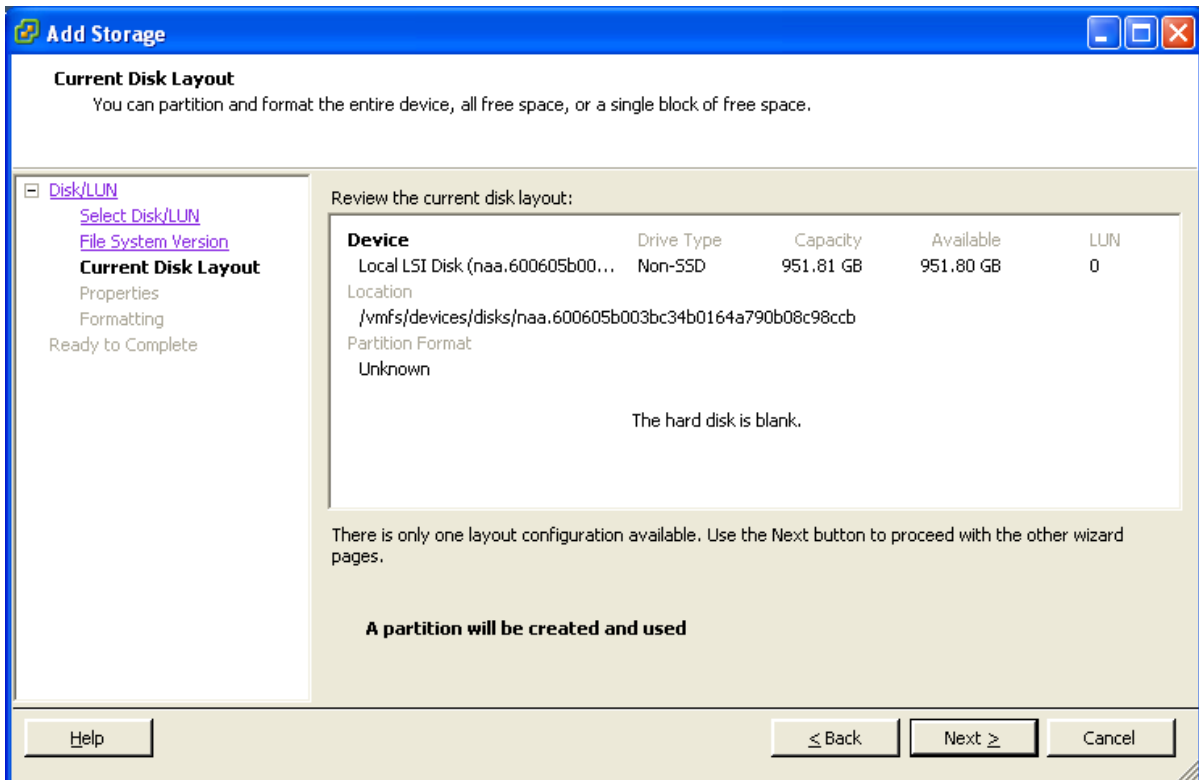 Add Storage
Current Disk Layout
You can partition and format the entire device, all free space, or a single block of free space.
Disk/LUN
Select Disk/LUN
File System Version
Current Disk Layout
Properties
Formatting
Ready to Complete
Review the current disk layout:
Device Drive Type Capacity Available LUN
Local LSI Disk (naa.600605b00... Non-SSD 951.81 GB 951.80 GB 0
Location
/vmfs/devices/disks/naa.600605b003bc34b0164a790b08c98ccb
Partition Format
Unknown
The hard disk is blank.
There is only one layout configuration available. Use the Next button to proceed with the other wizard
pages.
A partition will be created and used
Help
< Back
Next >
Cancel